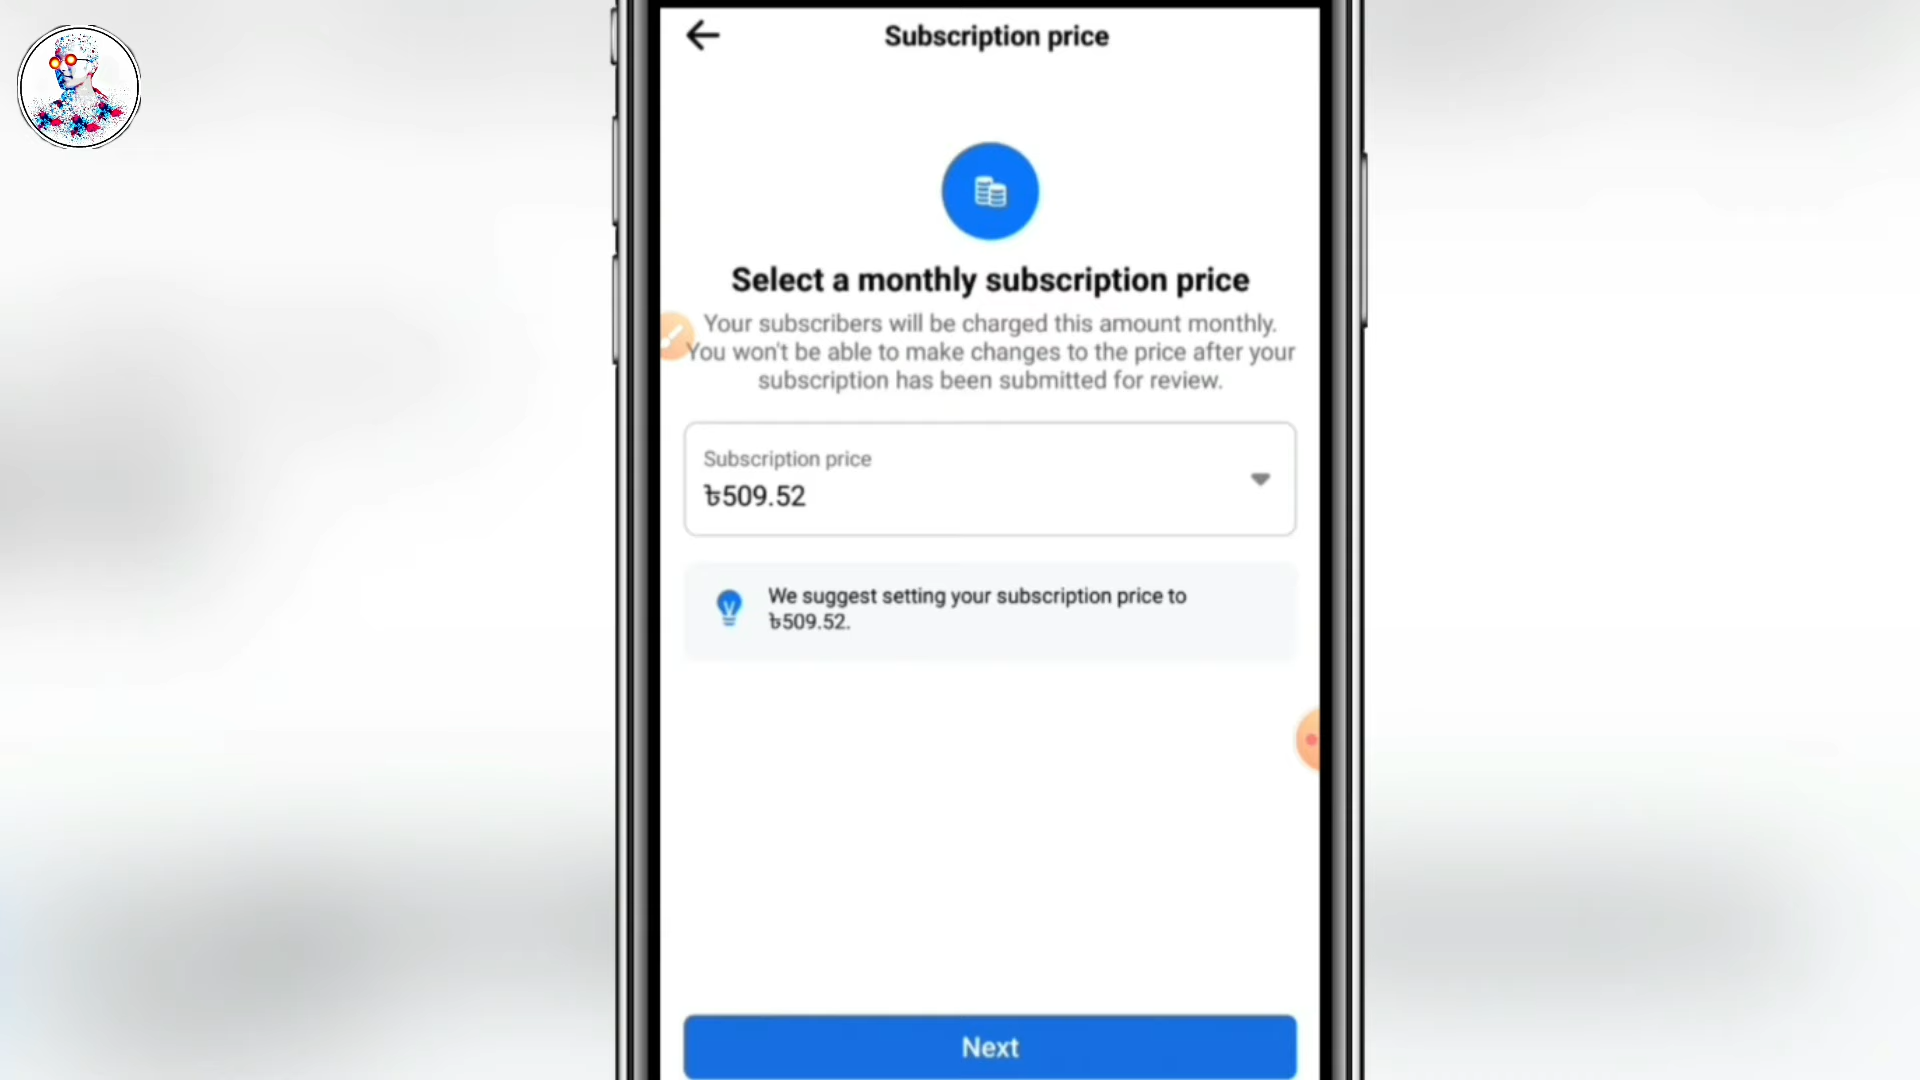 Subscription price
Select a monthly subscription price
Your subscribers will be charged this amount monthly.
You won't be able to make changes to the price after your
subscription has been submitted for review.
Subscription price
৳509.52
We suggest setting your subscription price to
৳509.52.
Next